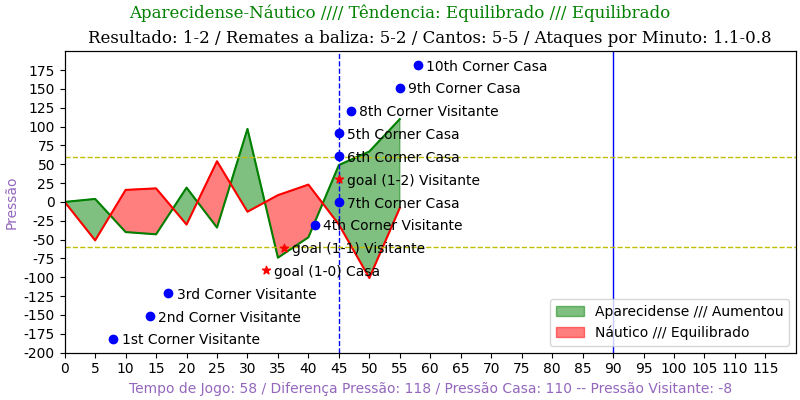 Aparecidense-Náutico //// Têndencia: Equilibrado /// Equilibrado
Resultado: 1-2 / Remates a baliza: 5-2 / Cantos: 5-5 / Ataques por Minuto: 1.1-0.8
Pressão
175
150
125
100
75
50
25
0
-25
-50
-75
-100
-125
-150
-175
-200
10th Corner Casa
9th Corner Casa
8th Corner Visitante
5th Corner Casa
6th Corner Casa
goal (1-2) Visitante
7th Corner Casa
4th Corner Visitante
goal (1-1) Visitante
goal (1-0) Casa
3rd Corner Visitante
2nd Corner Visitante
1st Corner Visitante
Aparecidense /// Aumentou
Náutico /// Equilibrado
0 5 10 15 20 25 30 35 40 45 50 55 60 65 70 75 80 85 90 95 100 105 110 115
Tempo de Jogo: 58 / Diferença Pressão: 118 / Pressão Casa: 110 -- Pressão Visitante: -8